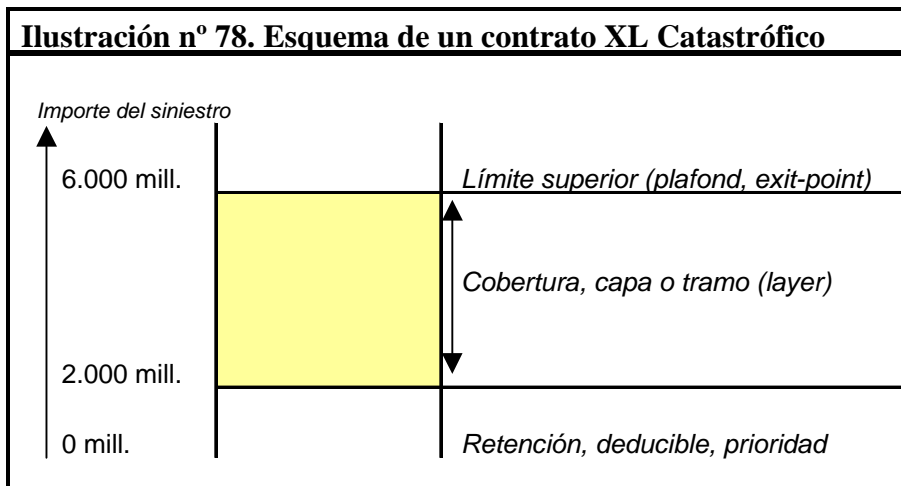 Ilustración nº 78. Esquema de un contrato XL Catastrófico
Importe del siniestro
6.000 mill.
Límite superior (plafond, exit-point)
Cobertura, capa o tramo (layer)
2.000 mill.
0 mill.
Retención, deducible, prioridad